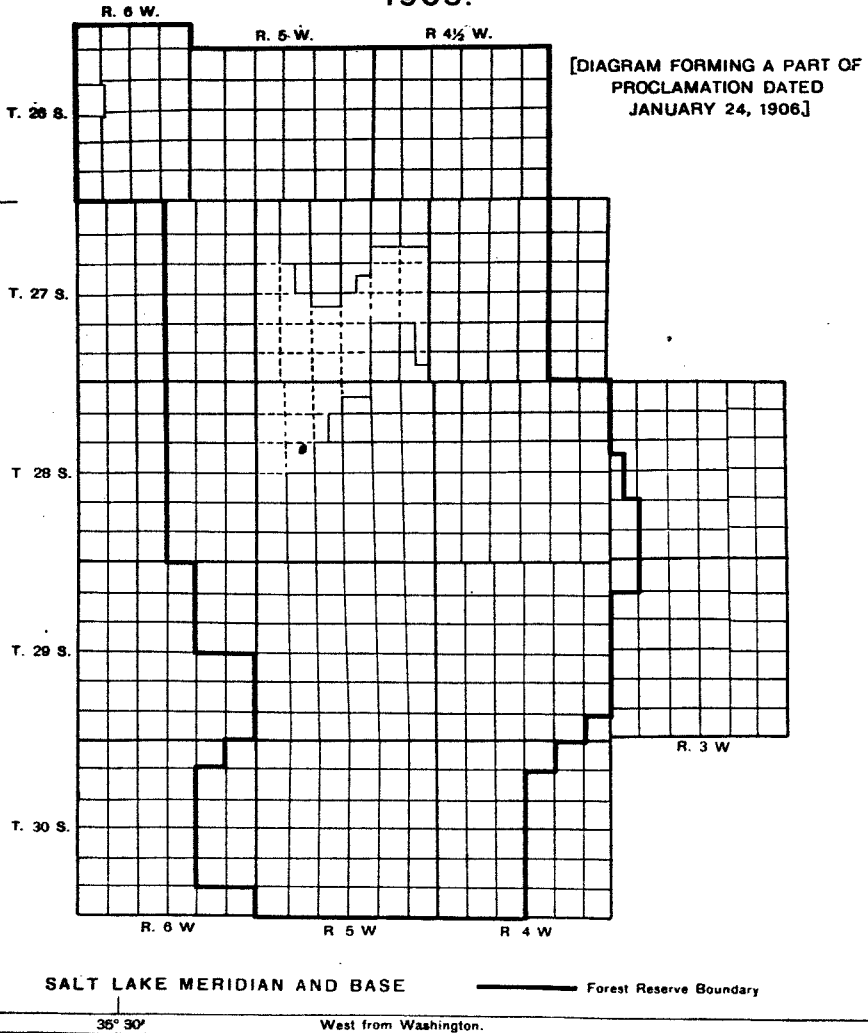 1905.
R. 6 W.
R. 5 W.
R 4½ W.
[DIAGRAM FORMING A PART OF
PROCLAMATION DATED
JANUARY 24, 1906.]
T. 26 S.
T. 27 S.
T 28 S.
T. 29 S.
R. 3 W
T. 30 S.
R. 6 W
R 5 W
R 4 W
SALT LAKE MERIDIAN AND BASE
Forest Reserve Boundary
35° 30'
West from Washington.